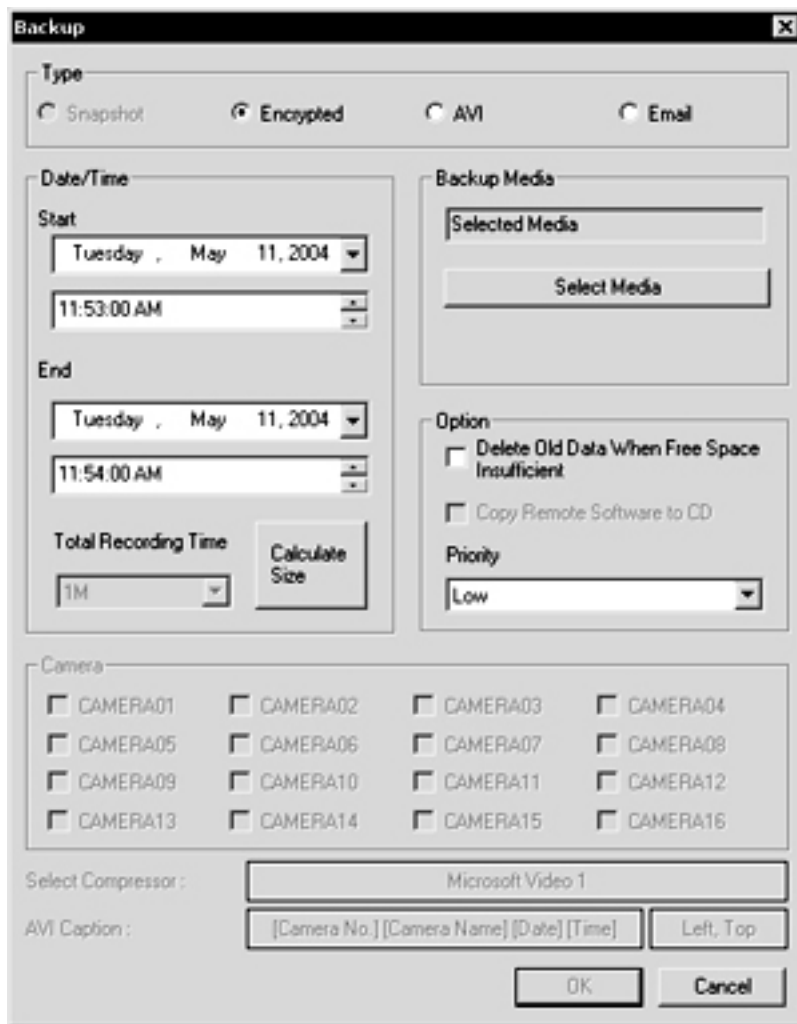 Backup
Type
Snapshot Encrypted AVI Email
Date/Time
Start
Tuesday , May 11, 2004
11:53:00 AM
End
Tuesday , May 11, 2004
11:54:00 AM
Total Recording Time
1M
Calculate
Size
Backup Media
Selected Media
Select Media
Option
Delete Old Data When Free Space
Insufficient
Copy Remote Software to CD
Priority
Low
Camera
CAMERA01 CAMERA02 CAMERA03 CAMERA04
CAMERA05 CAMERA06 CAMERA07 CAMERA08
CAMERA09 CAMERA10 CAMERA11 CAMERA12
CAMERA13 CAMERA14 CAMERA15 CAMERA16
Select Compressor : Microsoft Video 1
AVI Caption : [Camera No.] [Camera Name] [Date] [Time] Left, Top
OK Cancel